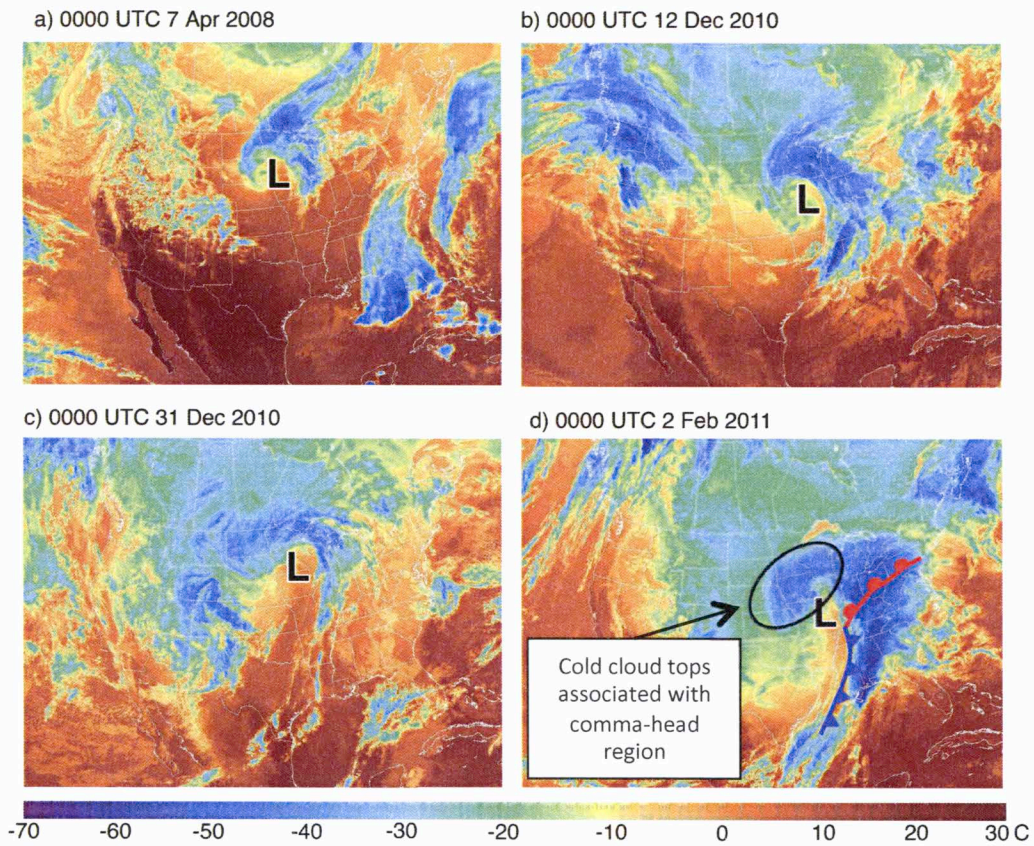 a) 0000 UTC 7 Apr 2008
b) 0000 UTC 12 Dec 2010
L
L
c) 0000 UTC 31 Dec 2010
d) 0000 UTC 2 Feb 2011
L
L
Cold cloud tops
associated with
comma-head
region
-70 -60 -50 -40 -30 -20 -10 0 10 20 30 C